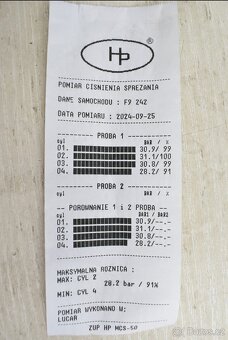 HP ®
POMIAR CISNIENIA SPREZANIA
DANE SAMOCHODU : F9 242
DATA POMIARU : 2024-09-25
PROBA 1
cyl BAR / %
01. 30.9/ 99
02. 31.1/100
03. 30.8/ 99
04. 28.2/ 91
PROBA 2
POROWNANIE 1 i 2 PROBA
cyl BAR1 / BAR2
01. 30.9/--.-
02. 31.1/--.-
03. 30.8/--.-
04. 28.2/--.-
MAKSYMALNA ROZNICA :
MAX: CYL 2
28.2 bar / 91%
MIN: CYL 4
POMIAR WYKONANO W:
LUCAR
ZUP HP MCS-50